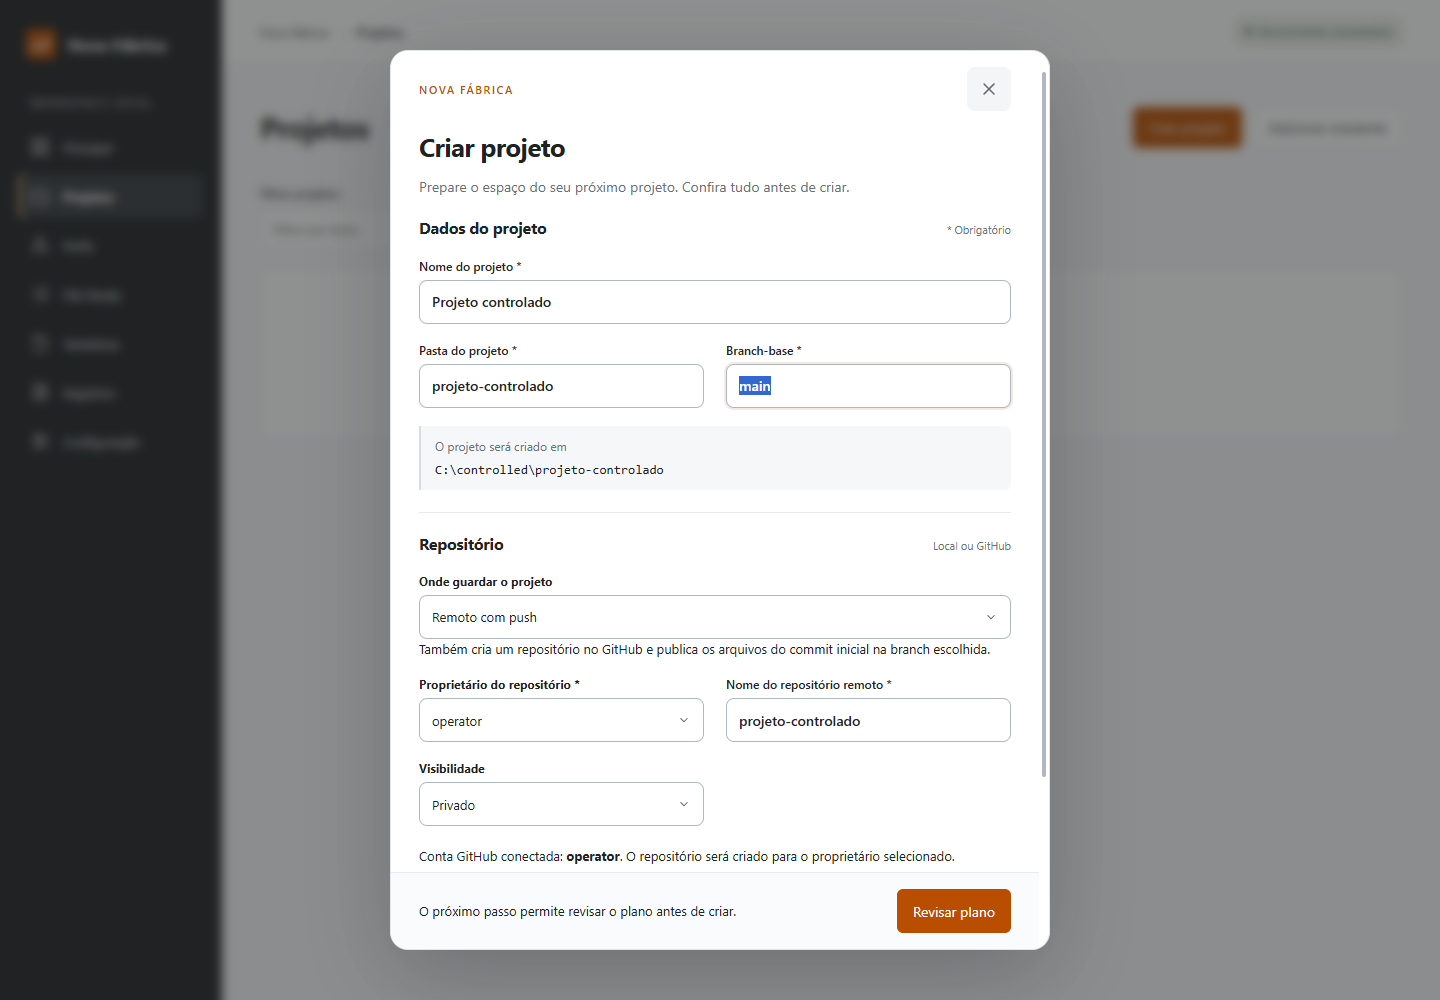 NOVA FÁBRICA
Criar projeto
Prepare o espaço do seu próximo projeto. Confira tudo antes de criar.
Dados do projeto
* Obrigatório
Nome do projeto *
Projeto controlado
Pasta do projeto *
Branch-base *
projeto-controlado
main
O projeto será criado em
C:\controlled\projeto-controlado
Repositório
Local ou GitHub
Onde guardar o projeto
Remoto com push
Também cria um repositório no GitHub e publica os arquivos do commit inicial na branch escolhida.
Proprietário do repositório *
Nome do repositório remoto *
operator
projeto-controlado
Visibilidade
Privado
Conta GitHub conectada: operator. O repositório será criado para o proprietário selecionado.
O próximo passo permite revisar o plano antes de criar.
Revisar plano
Nova Fábrica
Projetos
Projetos